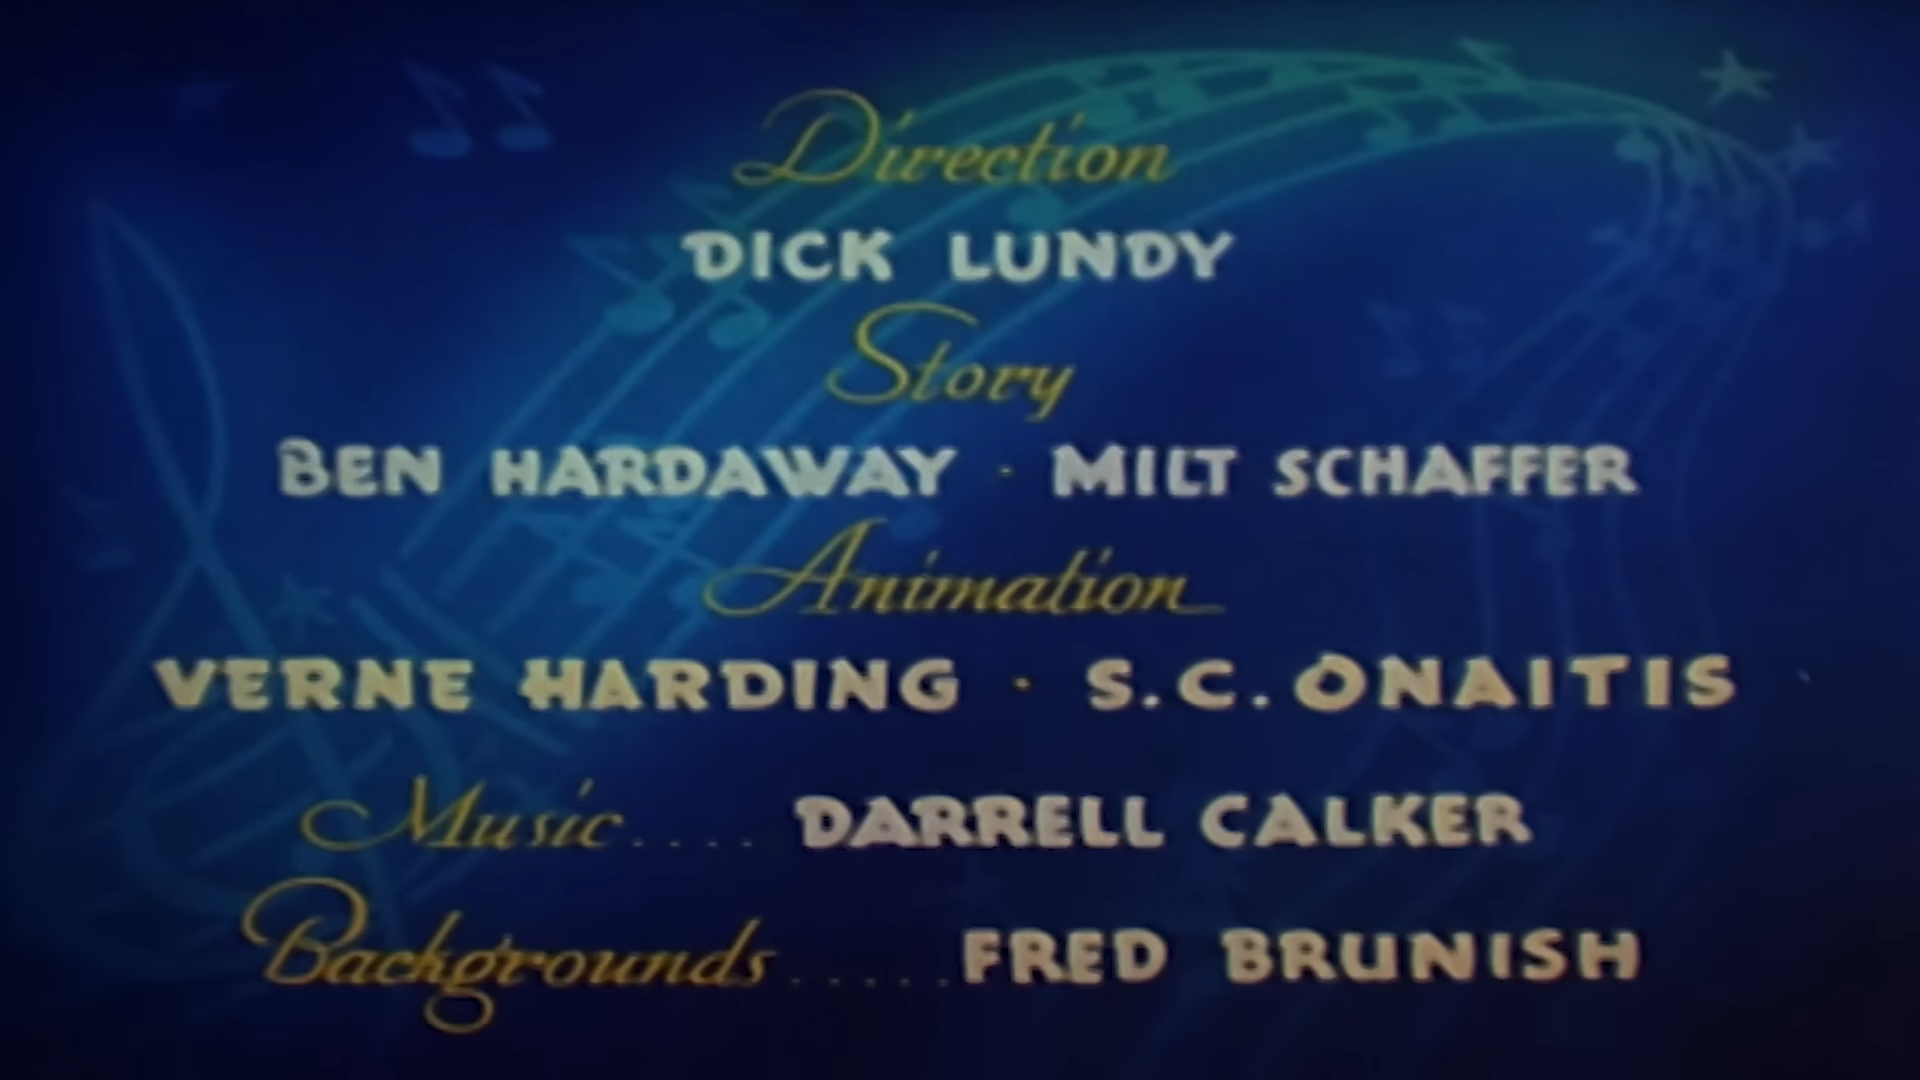 Direction
DICK LUNDY
Story
BEN HARDAWAY · MILT SCHAFFER
Animation
VERNE HARDING · S.C. ONAITIS
Music.... DARRELL CALKER
Backgrounds.....FRED BRUNISH